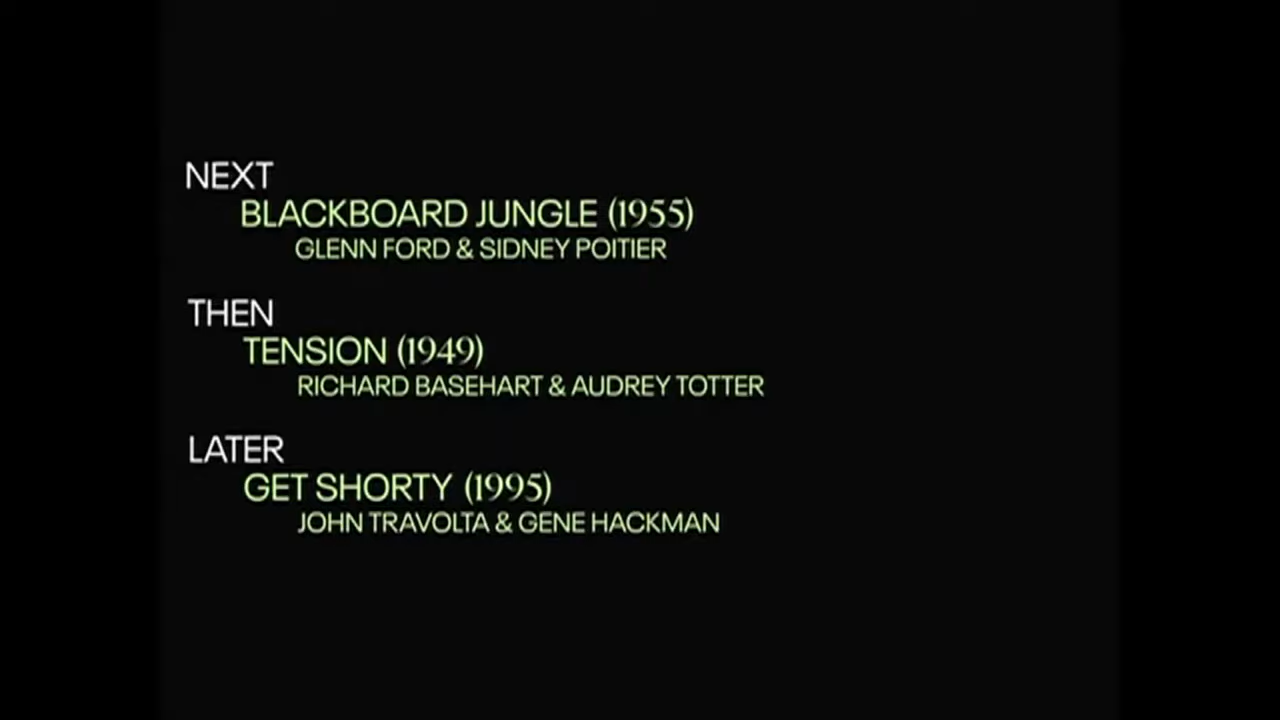 NEXT
BLACKBOARD JUNGLE (1955)
GLENN FORD & SIDNEY POITIER
THEN
TENSION (1949)
RICHARD BASEHART & AUDREY TOTTER
LATER
GET SHORTY (1995)
JOHN TRAVOLTA & GENE HACKMAN